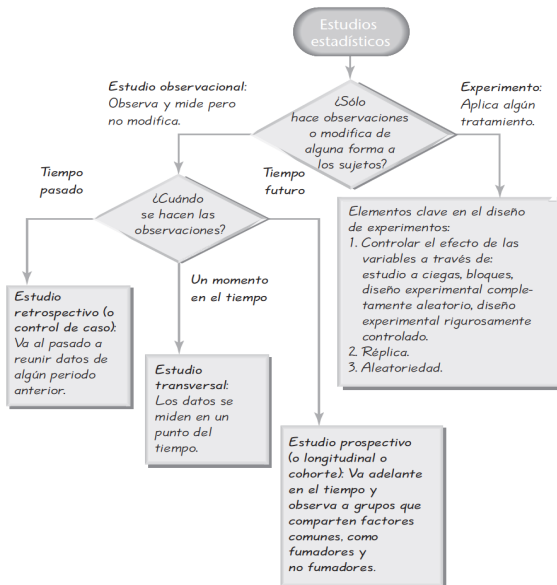 Estudios
estadísticos
Estudio observacional:
Observa y mide pero
no modifica.
¿Sólo
hace observaciones
o modifica de
alguna forma a
los sujetos?
Experimento:
Aplica algún
tratamiento.
Tiempo
pasado
Tiempo
futuro
¿Cuándo
se hacen las
observaciones?
Elementos clave en el diseño
de experimentos:
1. Controlar el efecto de las
variables a través de:
estudio a ciegas, bloques,
diseño experimental comple-
tamente aleatorio, diseño
experimental rigurosamente
controlado.
2. Réplica.
3. Aleatoriedad.
Un momento
en el tiempo
Estudio
retrospectivo (o
control de caso):
Va al pasado a
reunir datos de
algún periodo
anterior.
Estudio
transversal:
Los datos se
miden en un
punto del
tiempo.
Estudio prospectivo
(o longitudinal o
cohorte): Va adelante
en el tiempo y
observa a grupos que
comparten factores
comunes, como
fumadores y
no fumadores.